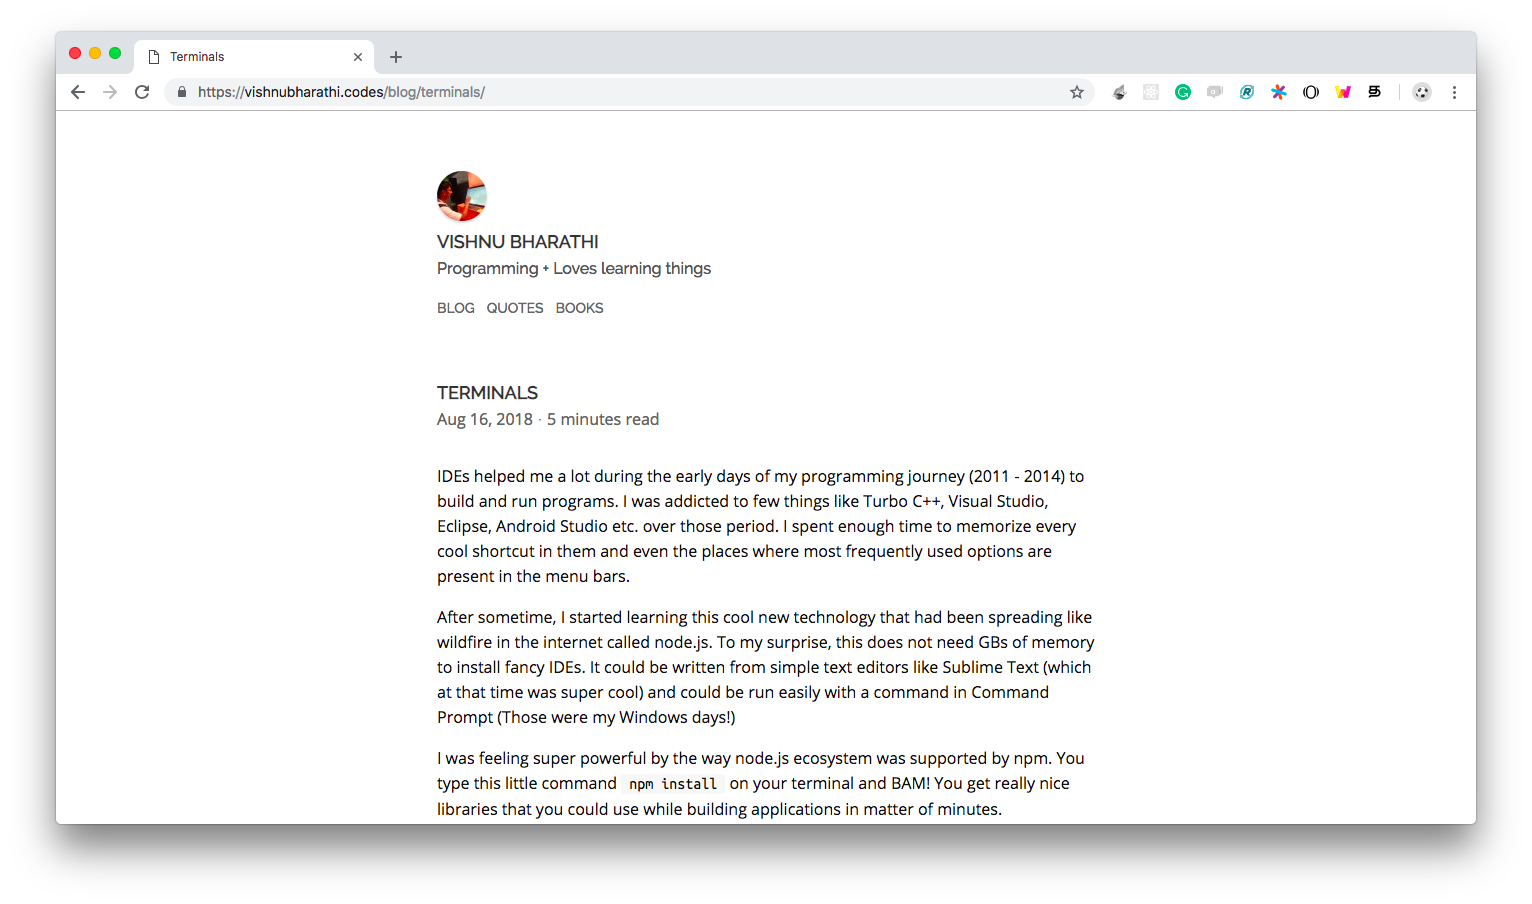 Terminals
https://vishnubharathi.codes/blog/terminals/
VISHNU BHARATHI
Programming + Loves learning things
BLOG QUOTES BOOKS
TERMINALS
Aug 16, 2018 · 5 minutes read
IDEs helped me a lot during the early days of my programming journey (2011 - 2014) to
build and run programs. I was addicted to few things like Turbo C++, Visual Studio,
Eclipse, Android Studio etc. over those period. I spent enough time to memorize every
cool shortcut in them and even the places where most frequently used options are
present in the menu bars.
After sometime, I started learning this cool new technology that had been spreading like
wildfire in the internet called node.js. To my surprise, this does not need GBs of memory
to install fancy IDEs. It could be written from simple text editors like Sublime Text (which
at that time was super cool) and could be run easily with a command in Command
Prompt (Those were my Windows days!)
I was feeling super powerful by the way node.js ecosystem was supported by npm. You
type this little command npm install on your terminal and BAM! You get really nice
libraries that you could use while building applications in matter of minutes.